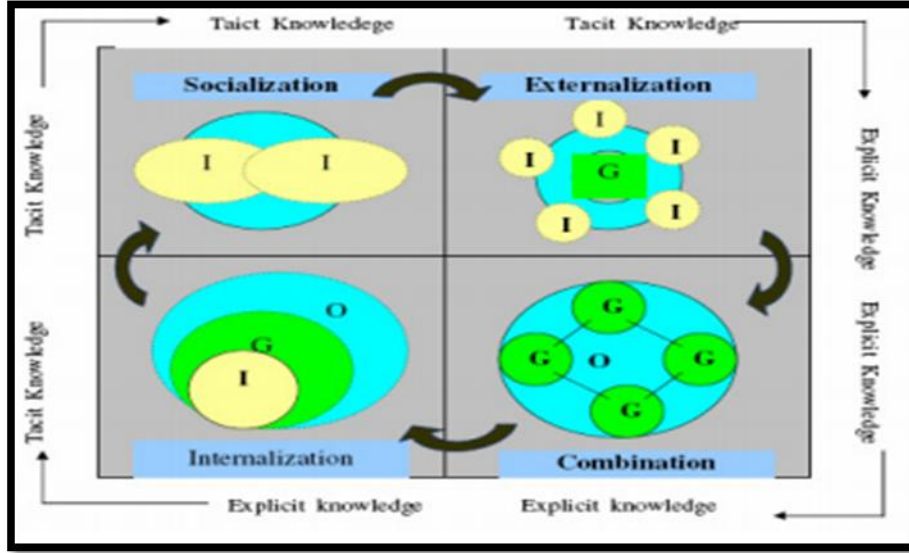 Taict Knowledege
Tacit Knowledge
Socialization
Externalization
I
I
I
I
I
I
I
G
Tacit Knowledge
Explicit Knowledge
O
G
I
G
G
O
G
G
Tacit Knowledge
Explicit Knowledge
Internalization
Combination
Explicit knowledge
Explicit knowledge